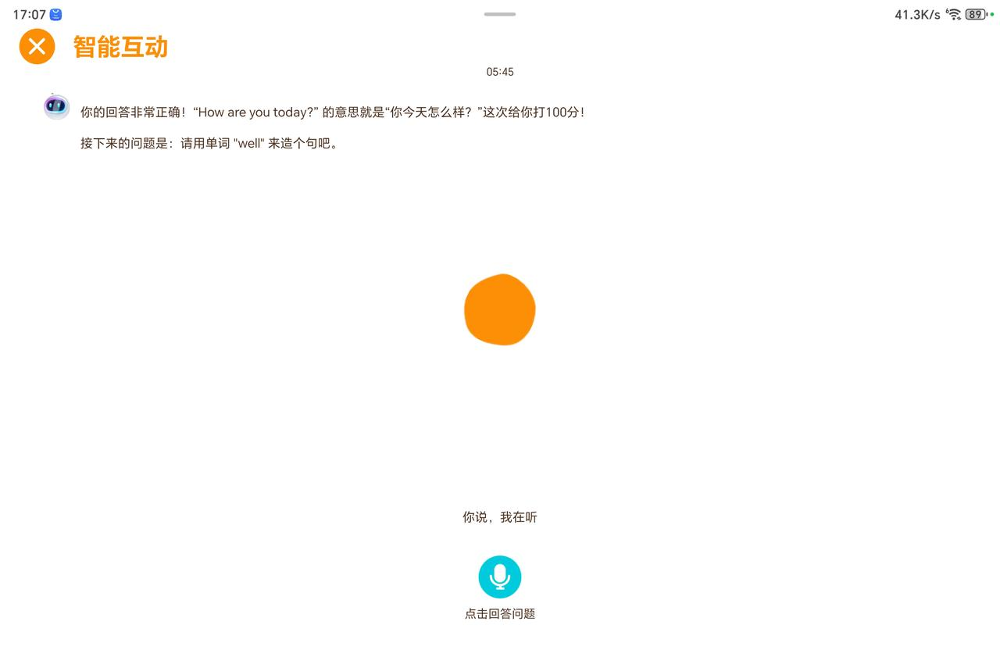 17:07
41.3K/s 6 89
智能互动
05:45
你的回答非常正确！“How are you today?” 的意思就是“你今天怎么样？”这次给你打100分！
接下来的问题是：请用单词 "well" 来造个句吧。
你说，我在听
点击回答问题